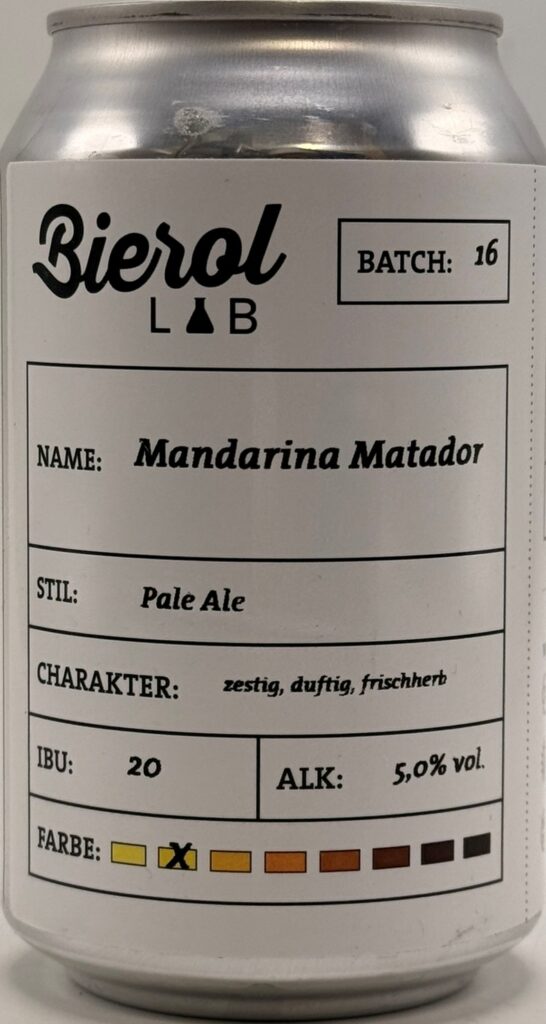 Bierol
LAB
BATCH: 16
NAME: Mandarina Matador
STIL: Pale Ale
CHARAKTER: zestig, duftig, frischherb
IBU: 20
ALK: 5,0% vol.
FARBE: X